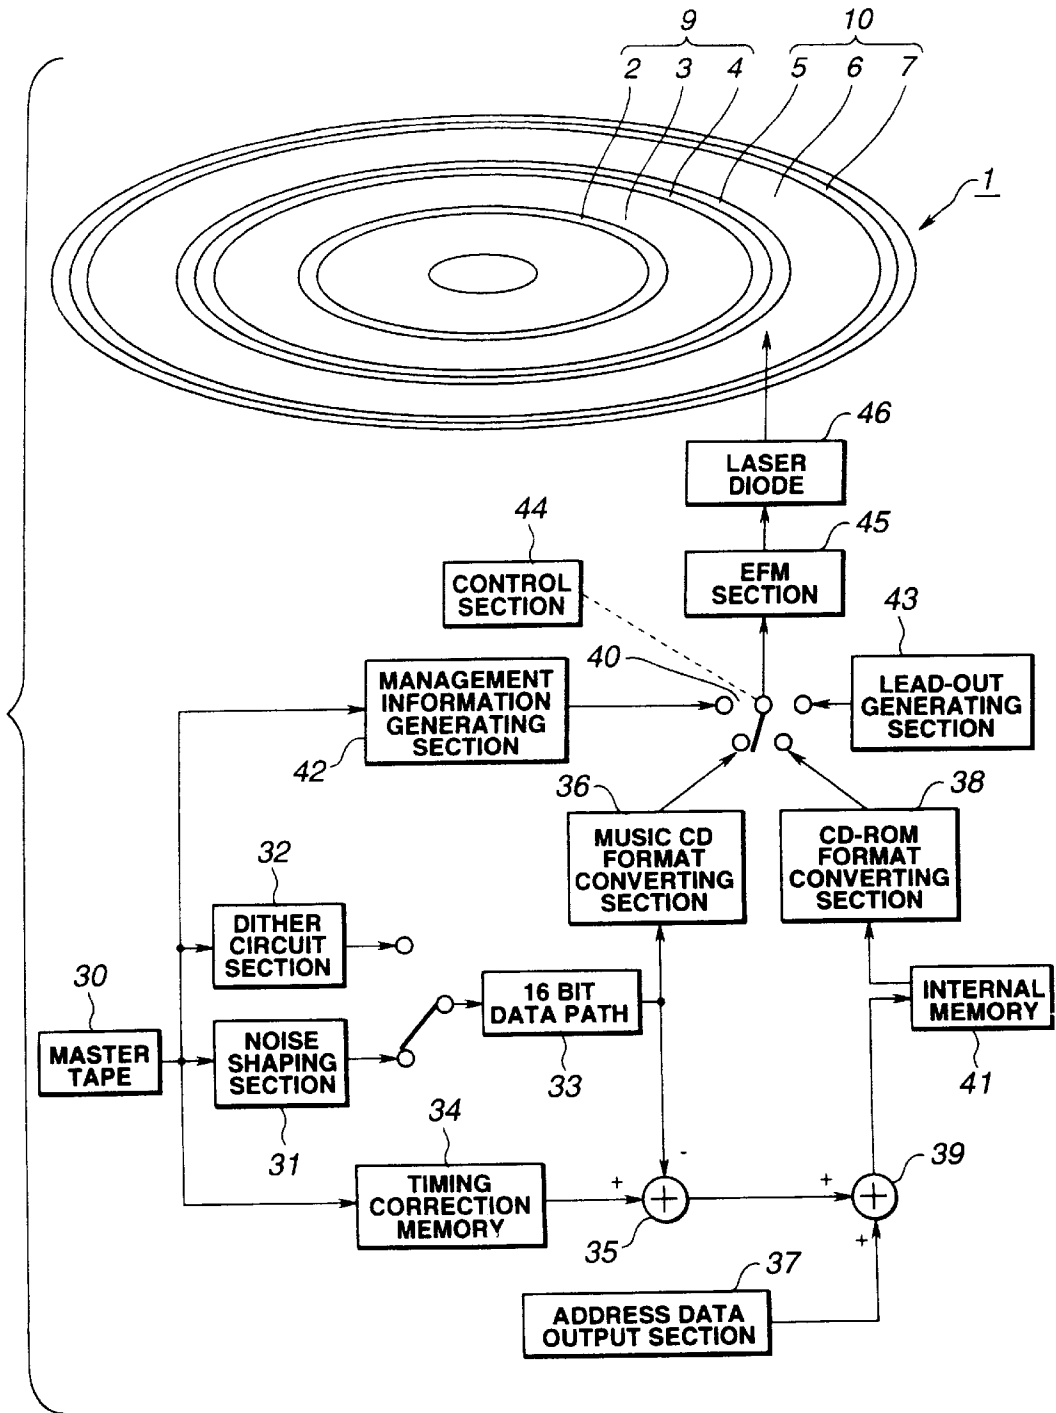 9
10
2
3
4
5
6
7
1
46
LASER
DIODE
44
45
CONTROL
SECTION
EFM
SECTION
43
40
MANAGEMENT
INFORMATION
GENERATING
SECTION
LEAD-OUT
GENERATING
SECTION
42
36
38
MUSIC CD
FORMAT
CONVERTING
SECTION
CD-ROM
FORMAT
CONVERTING
SECTION
32
DITHER
CIRCUIT
SECTION
30
16 BIT
DATA PATH
INTERNAL
MEMORY
MASTER
TAPE
NOISE
SHAPING
SECTION
33
41
31
34
-
39
TIMING
CORRECTION
MEMORY
+
+
+
+
35
+
37
ADDRESS DATA
OUTPUT SECTION